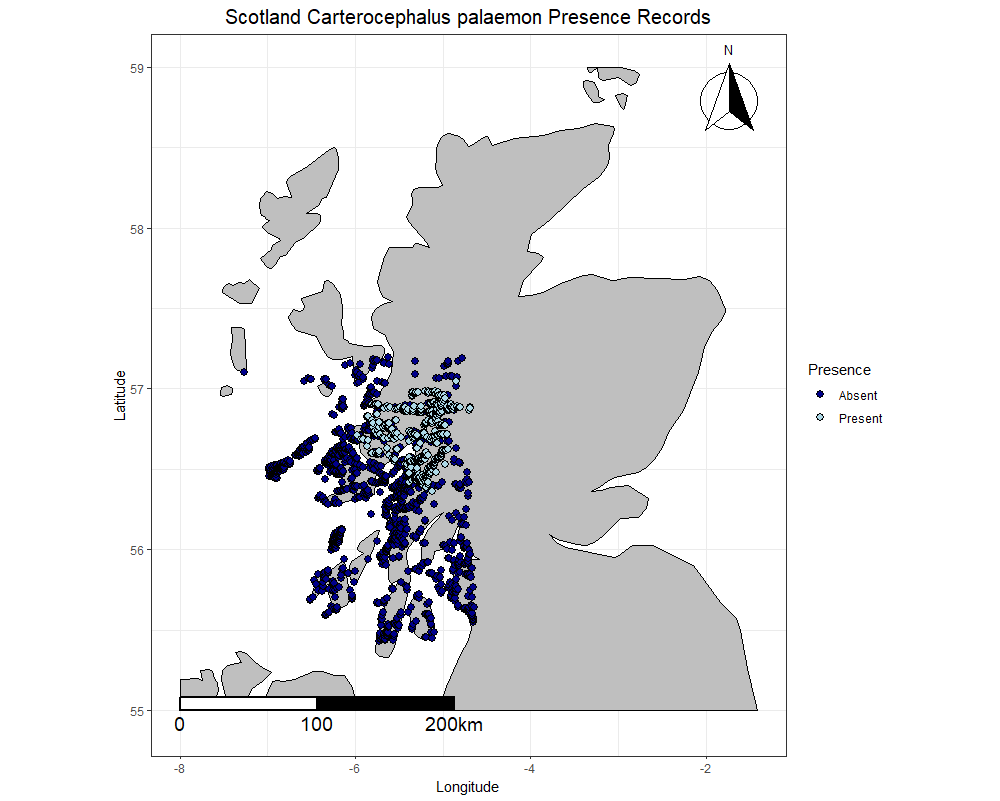 Scotland Carterocephalus palaemon Presence Records
N
59
58
57
56
55
Latitude
0 100 200km
-8 -6 -4 -2
Longitude
Presence
Absent
Present